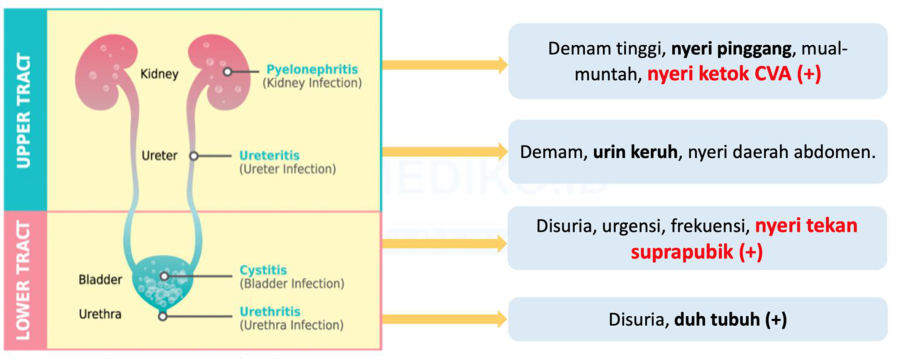 UPPER TRACT
Kidney
Pyelonephritis
(Kidney Infection)
Demam tinggi, nyeri pinggang, mual-
muntah, nyeri ketok CVA (+)
Ureter
Ureteritis
(Ureter Infection)
Demam, urin keruh, nyeri daerah abdomen.
LOWER TRACT
Bladder
Cystitis
(Bladder Infection)
Disuria, urgensi, frekuensi, nyeri tekan
suprapubik (+)
Urethra
Urethritis
(Urethra Infection)
Disuria, duh tubuh (+)